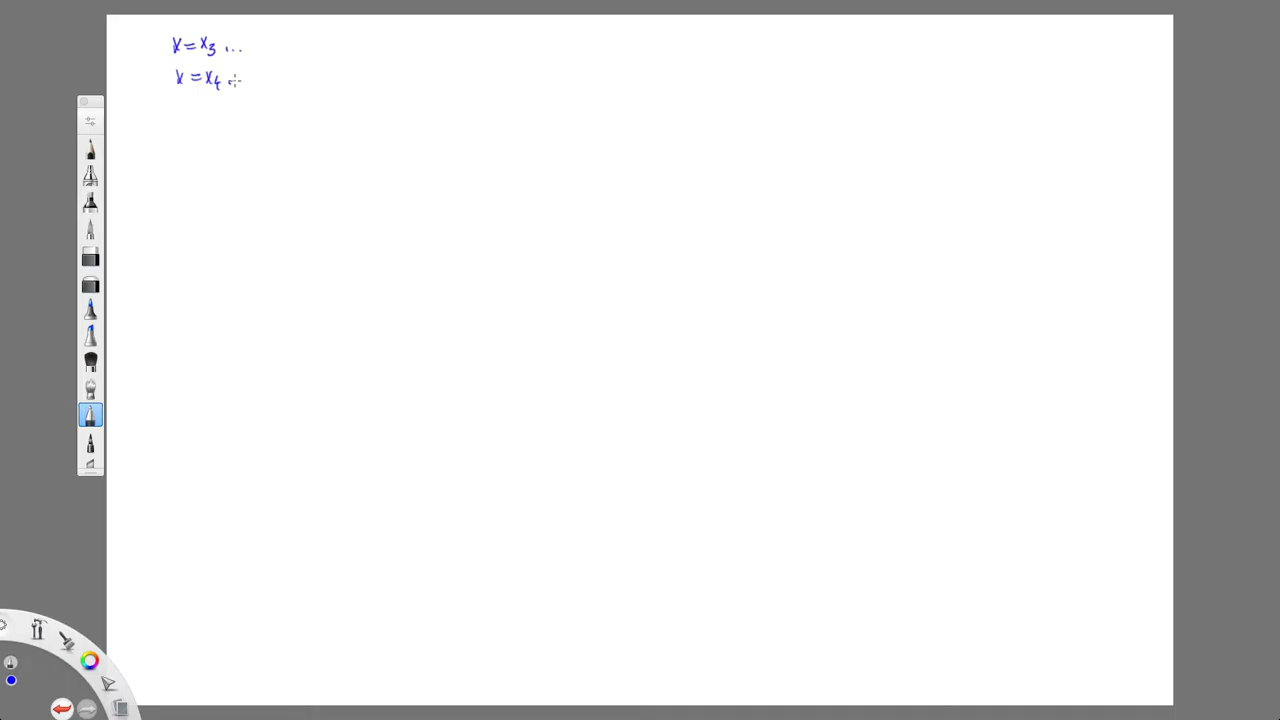 x = x₃ ...
x = x₄ ..